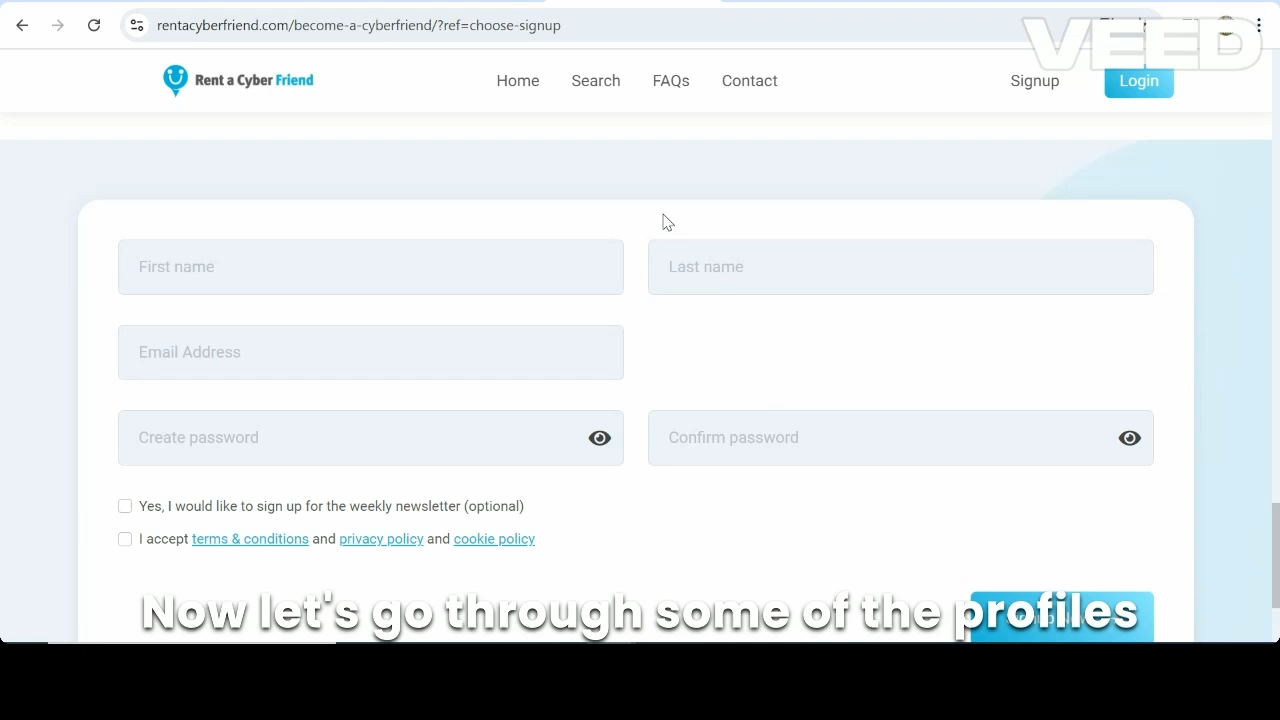 rentacyberfriend.com/become-a-cyberfriend/?ref=choose-signup
VEED
Rent a Cyber Friend
Home
Search
FAQs
Contact
Signup
Login
First name
Last name
Email Address
Create password
Confirm password
Yes, I would like to sign up for the weekly newsletter (optional)
I accept terms & conditions and privacy policy and cookie policy
Now let's go through some of the profiles